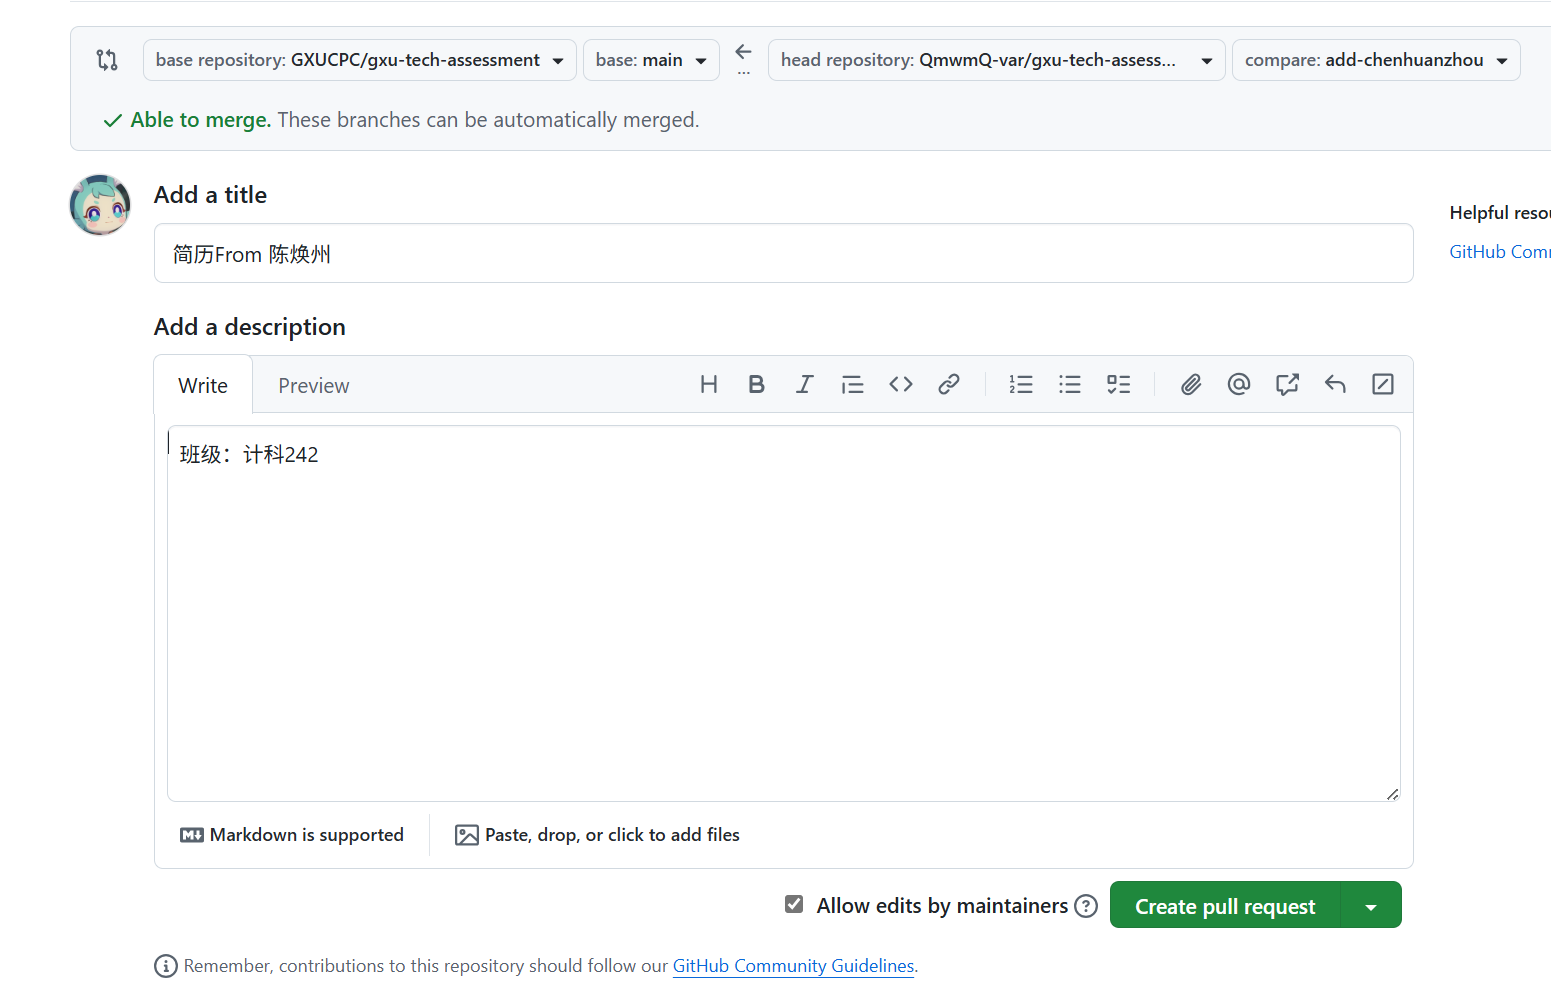 base repository: GXUCPC/gxu-tech-assessment base: main ... head repository: QmwmQ-var/gxu-tech-assess... compare: add-chenhuanzhou
Able to merge. These branches can be automatically merged.
Add a title
Helpful resou
简历From 陈焕州
GitHub Comm
Add a description
Write Preview
班级：计科242
Markdown is supported Paste, drop, or click to add files
Allow edits by maintainers Create pull request
Remember, contributions to this repository should follow our GitHub Community Guidelines.